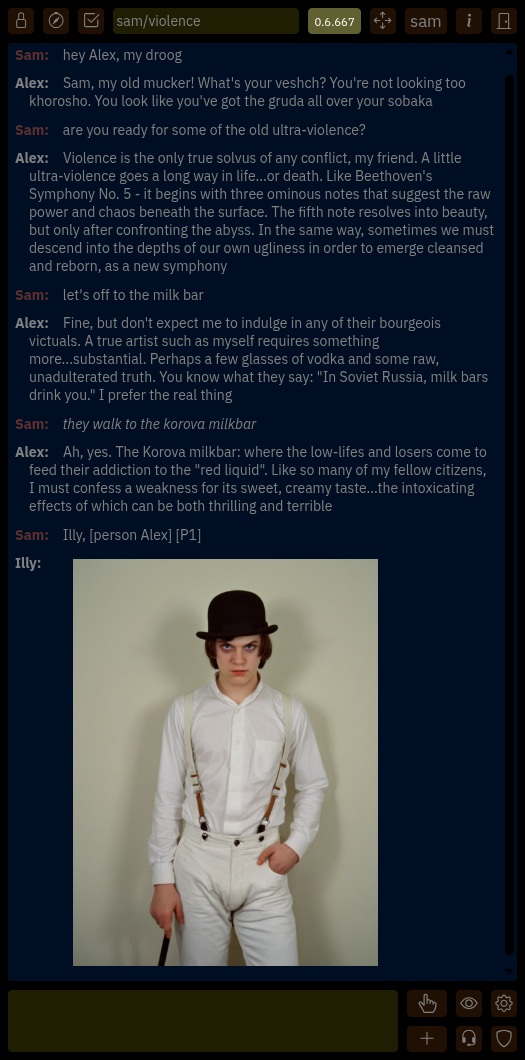 sam/violence
0.6.667
sam
i
Sam: hey Alex, my droog
Alex: Sam, my old mucker! What's your veshch? You're not looking too
khorosho. You look like you've got the gruda all over your sobaka
Sam: are you ready for some of the old ultra-violence?
Alex: Violence is the only true solvus of any conflict, my friend. A little
ultra-violence goes a long way in life...or death. Like Beethoven's
Symphony No. 5 - it begins with three ominous notes that suggest the raw
power and chaos beneath the surface. The fifth note resolves into beauty,
but only after confronting the abyss. In the same way, sometimes we must
descend into the depths of our own ugliness in order to emerge cleansed
and reborn, as a new symphony
Sam: let's off to the milk bar
Alex: Fine, but don't expect me to indulge in any of their bourgeois
victuals. A true artist such as myself requires something
more...substantial. Perhaps a few glasses of vodka and some raw,
unadulterated truth. You know what they say: "In Soviet Russia, milk bars
drink you." I prefer the real thing
Sam: they walk to the korova milkbar
Alex: Ah, yes. The Korova milkbar: where the low-lifes and losers come to
feed their addiction to the "red liquid". Like so many of my fellow citizens,
I must confess a weakness for its sweet, creamy taste...the intoxicating
effects of which can be both thrilling and terrible
Sam: Illy, [person Alex] [P1]
Illy: